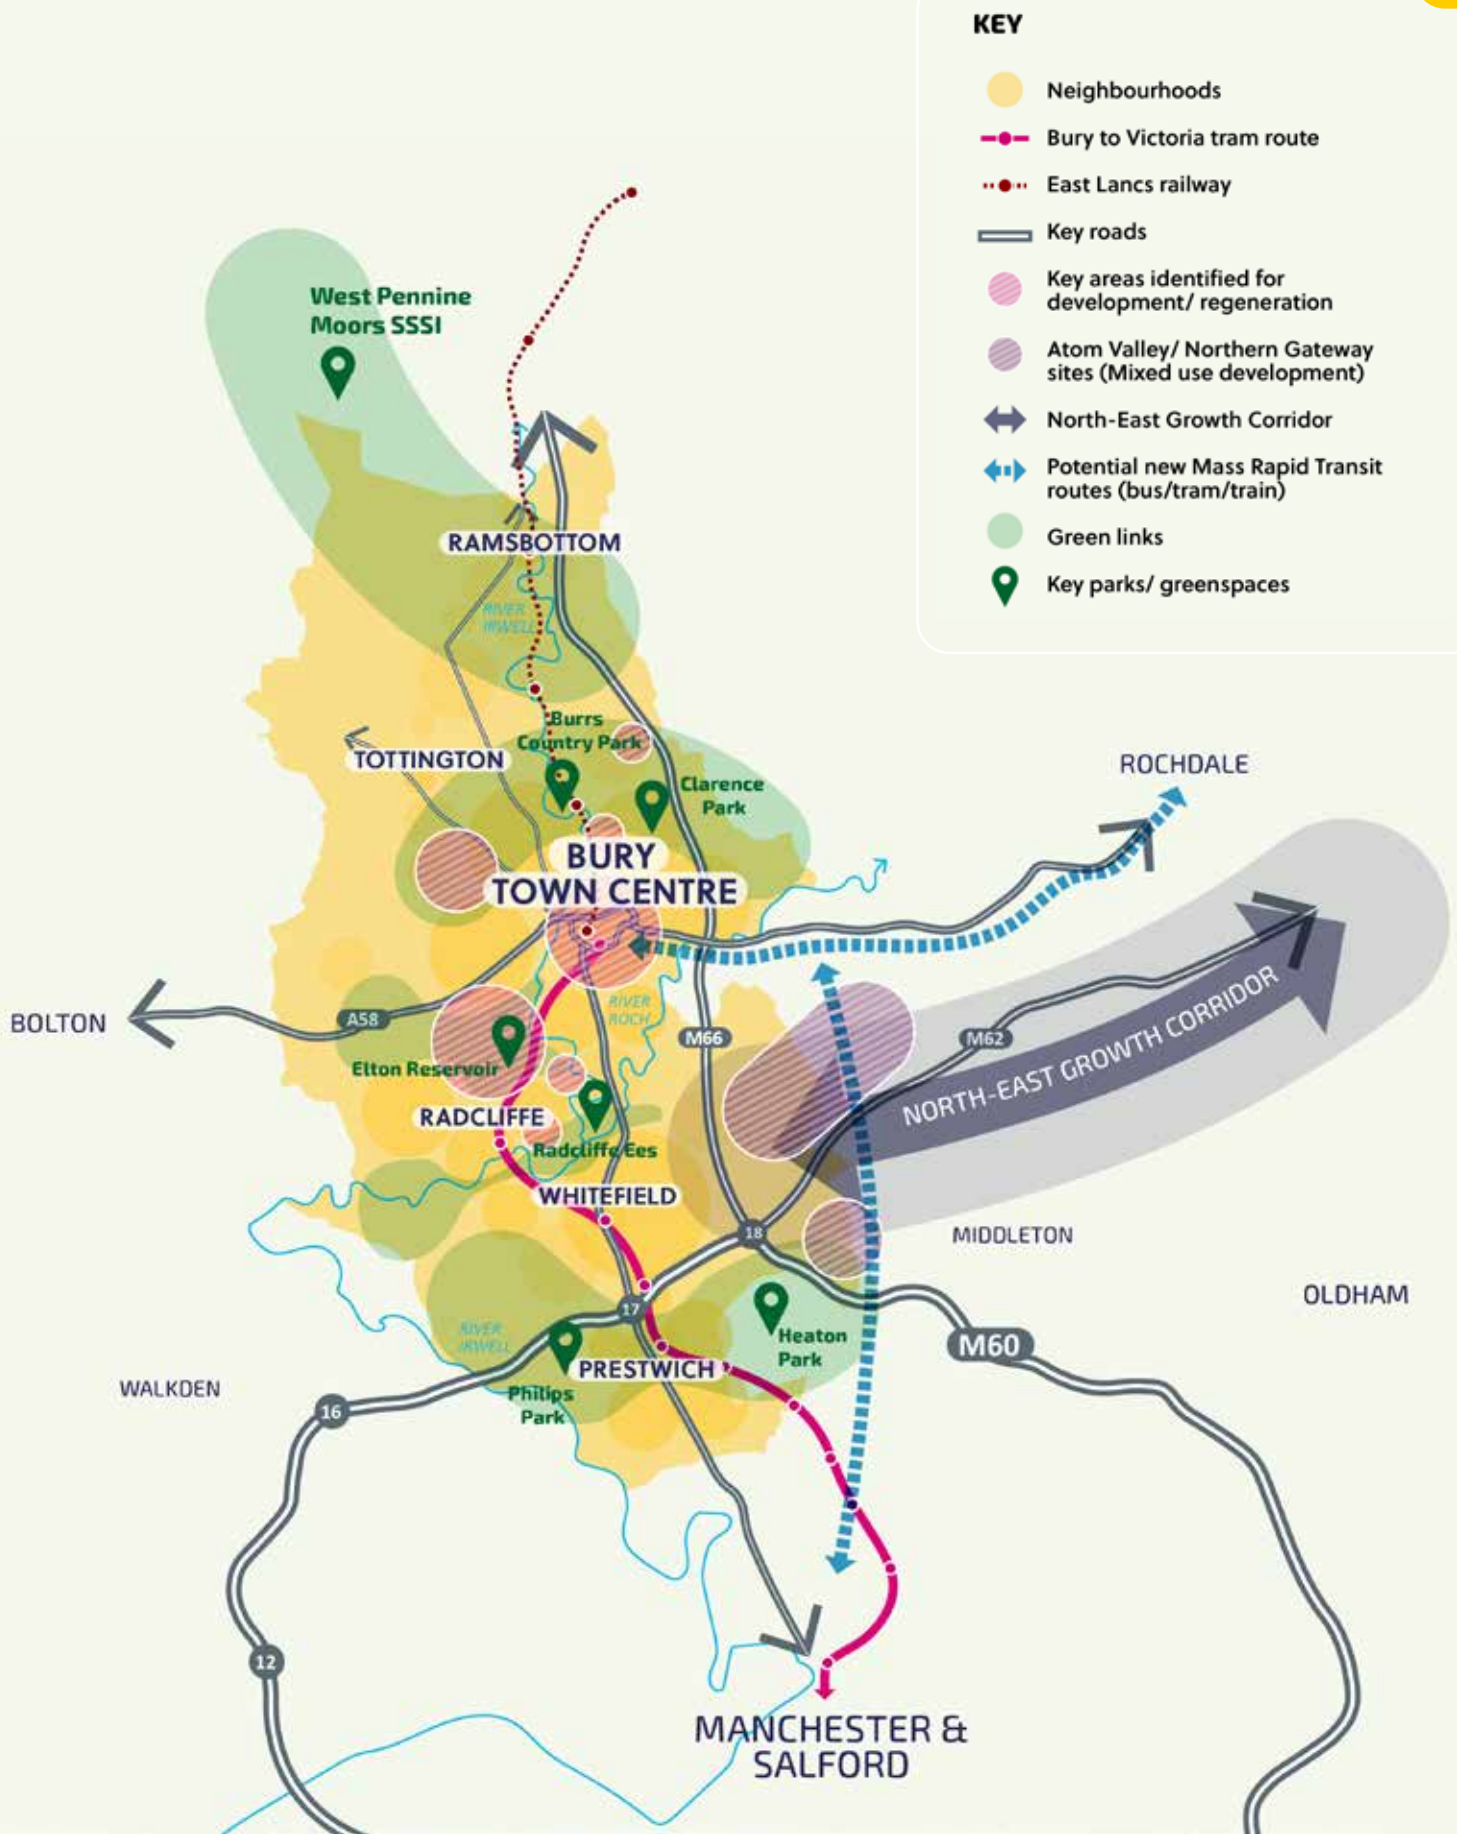 KEY
Neighbourhoods
Bury to Victoria tram route
East Lancs railway
Key roads
Key areas identified for
development/ regeneration
Atom Valley/ Northern Gateway
sites (Mixed use development)
North-East Growth Corridor
Potential new Mass Rapid Transit
routes (bus/tram/train)
Green links
Key parks/ greenspaces
West Pennine
Moors SSSI
RAMSBOTTOM
RIVER
IRWELL
Burrs
Country Park
TOTTINGTON
Clarence
Park
ROCHDALE
BURY
TOWN CENTRE
BOLTON
A58
RIVER
ROCH
M66
M62
NORTH-EAST GROWTH CORRIDOR
Elton Reservoir
RADCLIFFE
Radcliffe Ees
WHITEFIELD
18
MIDDLETON
OLDHAM
17
RIVER
IRWELL
Heaton
Park
M60
PRESTWICH
WALKDEN
Philips
Park
16
12
MANCHESTER &
SALFORD